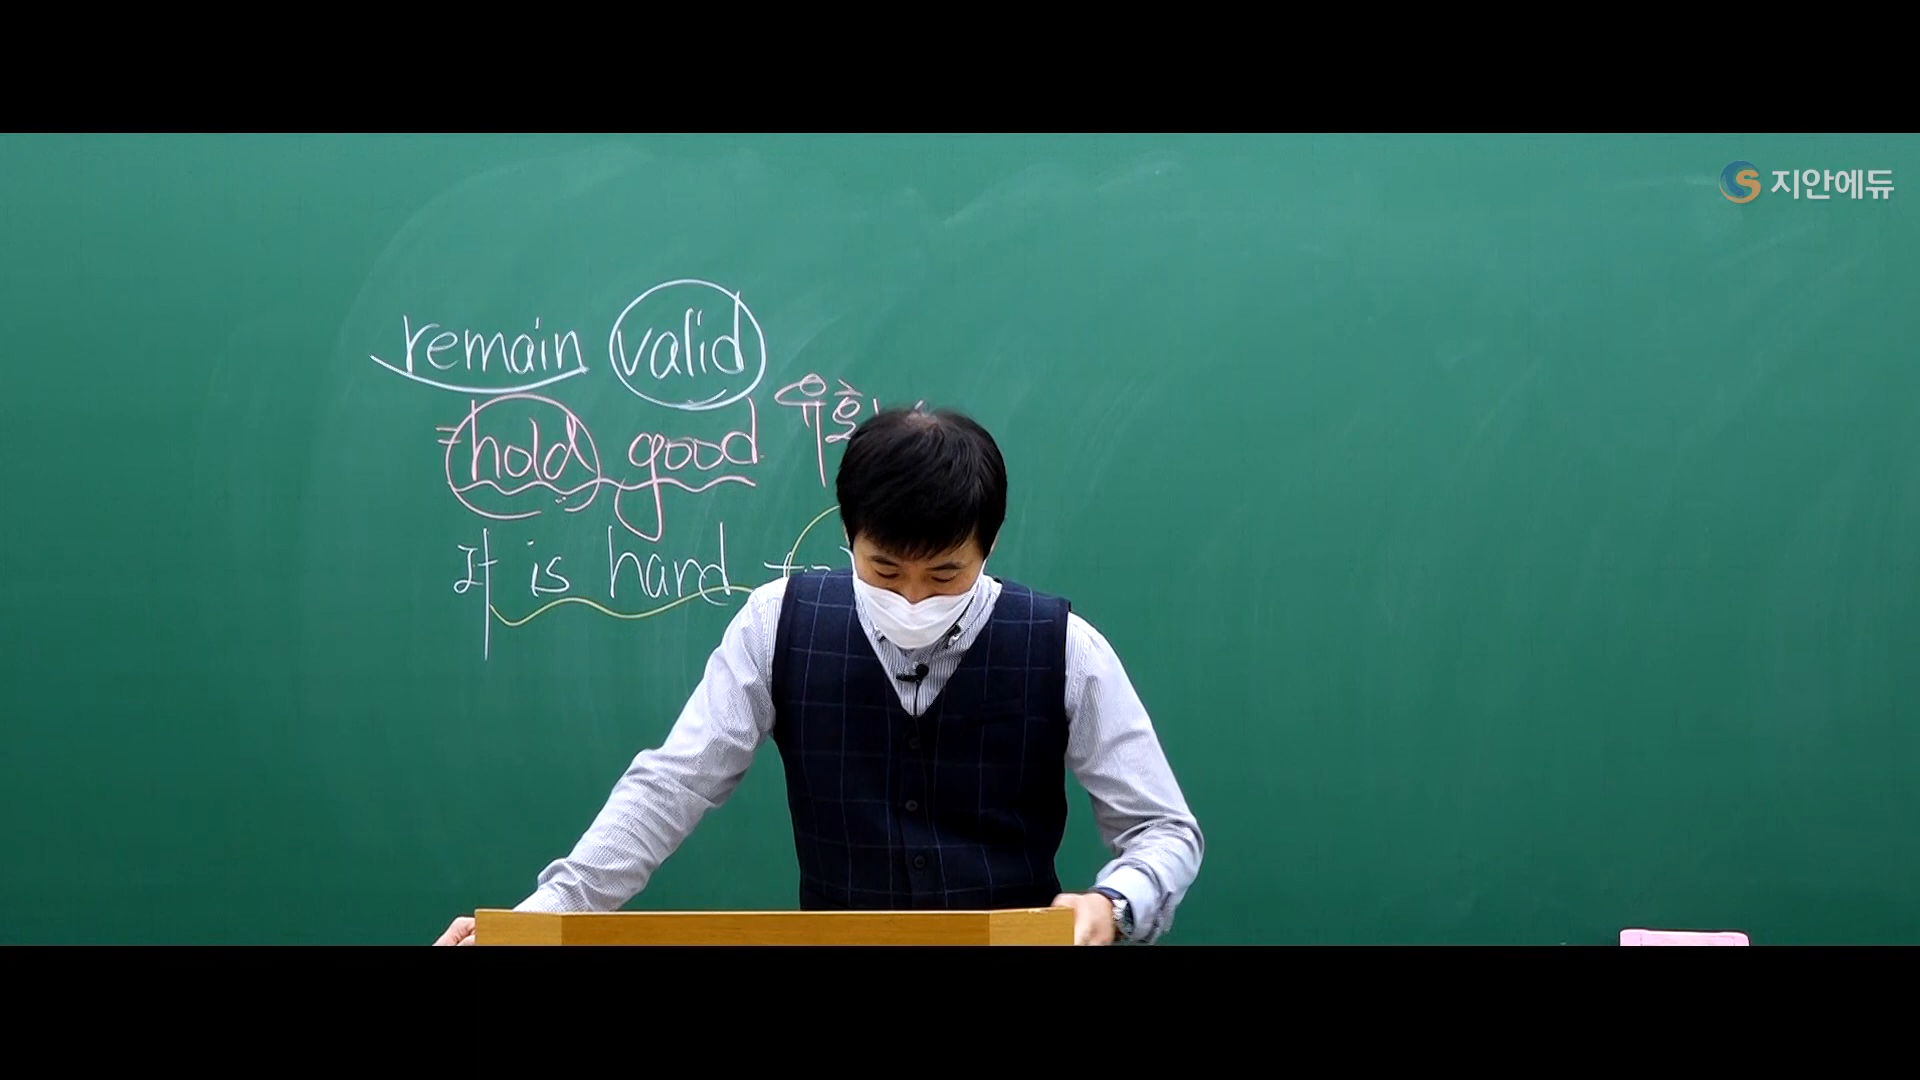 지안에듀
remain valid
=hold good 유효
It is hard